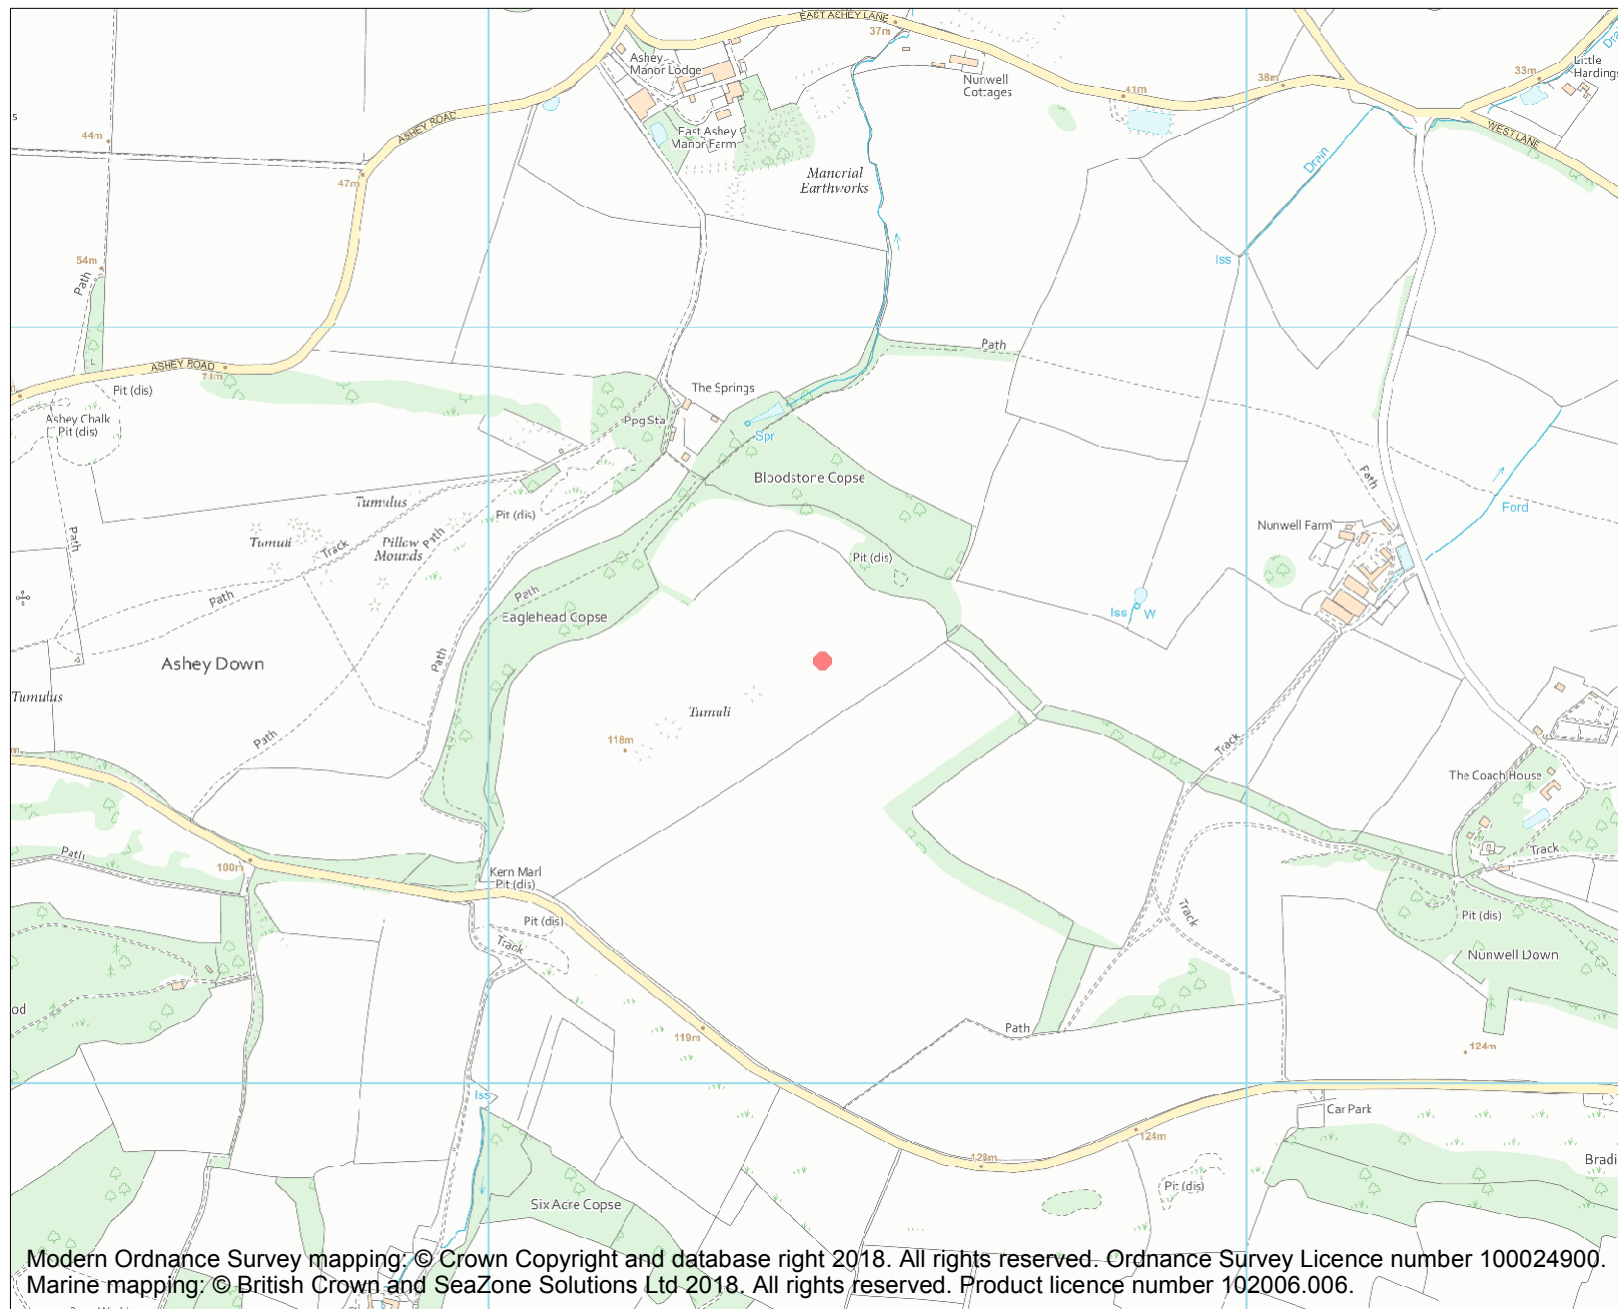 EAST ASHEY LANE
37m
Ashey
Manor Lodge
Nunwell
Cottages
41m
38m
33m
Little
Hardings
Drain
s
44m
ASHEY ROAD
East Ashey
Manor Farm
WEST LANE
47m
Manorial
Earthworks
Drain
54m
Path
Iss
Path
ASHEY ROAD
71m
Pit (dis)
The Springs
Ashey Chalk
Pit (dis)
Ppg Sta
Spr
Bloodstone Copse
Path
Tumulus
Pit (dis)
Ford
Path
Tumuli
Track
Pillow
Mounds
Path
Nunwell Farm
Pit (dis)
Path
Path
Eaglehead Copse
Iss
W
Ashey Down
Path
Tumulus
Tumuli
118m
Path
Track
m
The Coach House
Path
100m
Track
Kern Marl
Pit (dis)
Pit (dis)
Track
Track
Pit (dis)
Nunwell Down
od
Path
119m
124m
Iss
Car Park
124m
128m
Bradi
Pit (dis)
Six Acre Copse
Modern Ordnance Survey mapping: © Crown Copyright and database right 2018. All rights reserved. Ordnance Survey Licence number 100024900.
Marine mapping: © British Crown and SeaZone Solutions Ltd 2018. All rights reserved. Product licence number 102006.006.